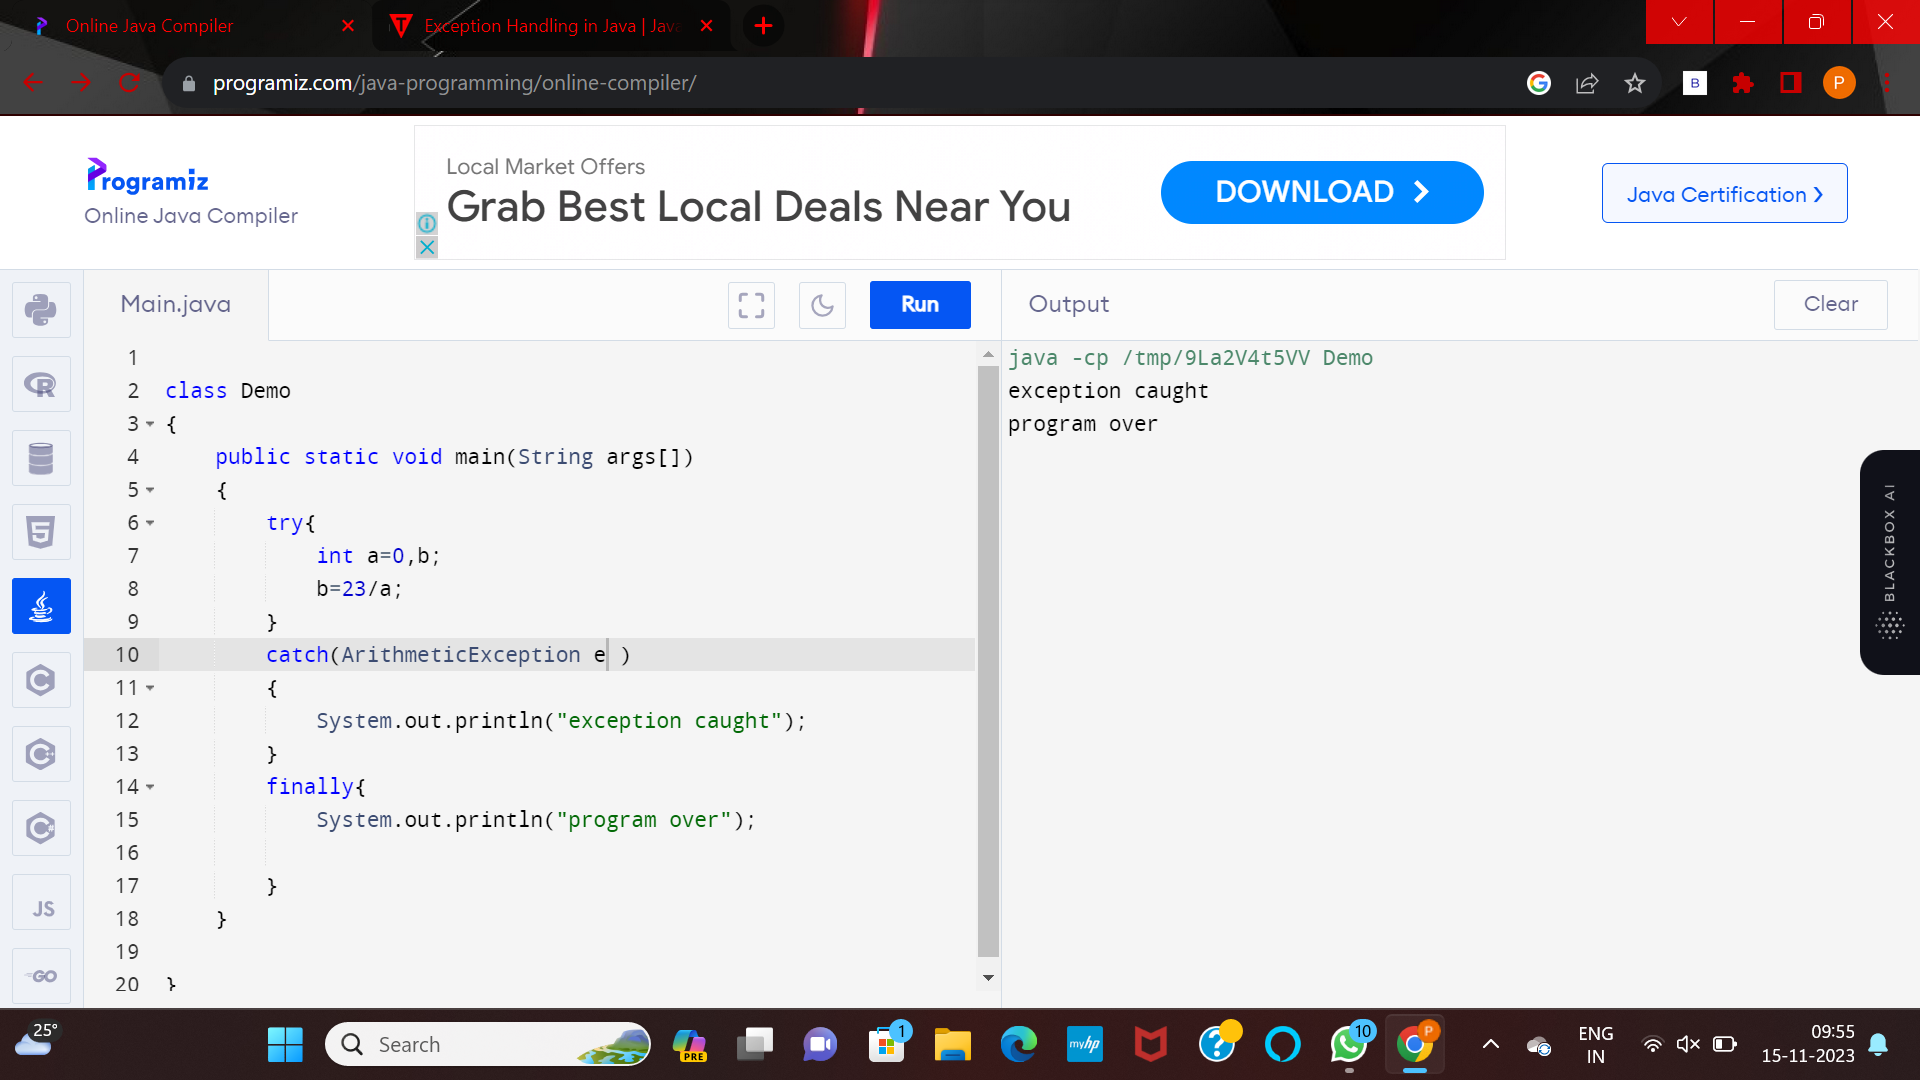 Online Java Compiler
Exception Handling in Java | Java
programiz.com/java-programming/online-compiler/
B
P
Programiz
Online Java Compiler
Local Market Offers
Grab Best Local Deals Near You
DOWNLOAD
Java Certification
Main.java
Run
Output
Clear
1
2 class Demo
3 {
4 public static void main(String args[])
5 {
6 try{
7 int a=0,b;
8 b=23/a;
9 }
10 catch(ArithmeticException e )
11 {
12 System.out.println("exception caught");
13 }
14 finally{
15 System.out.println("program over");
16
17 }
18 }
19
20 }
java -cp /tmp/9La2V4t5VV Demo
exception caught
program over
BLACKBOX AI
R
5
C
C++
C#
JS
GO
25°
Search
PRE
1
myhp
?
10
P
ENG
IN
09:55
15-11-2023